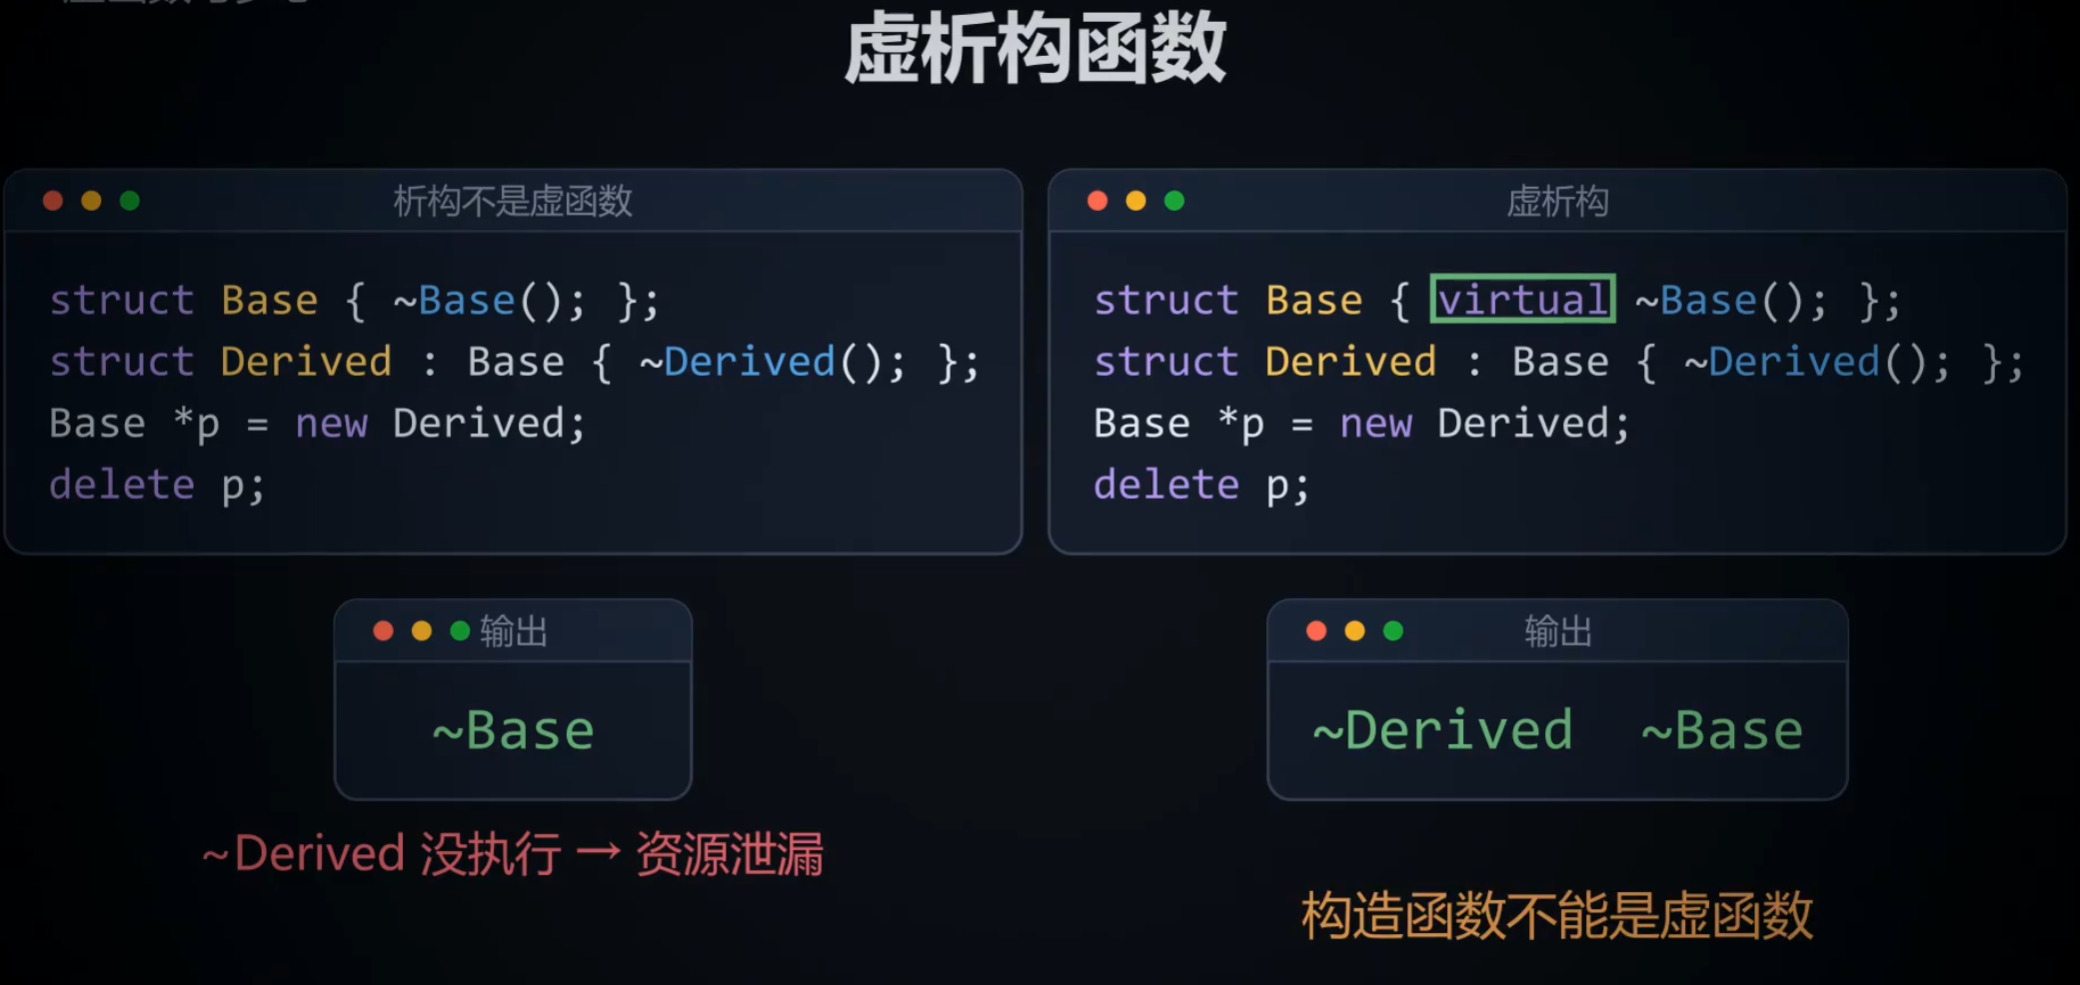 虚析构函数
析构不是虚函数
struct Base { ~Base(); };
struct Derived : Base { ~Derived(); };
Base *p = new Derived;
delete p;
输出
~Base
~Derived 没执行 → 资源泄漏
虚析构
struct Base { virtual ~Base(); };
struct Derived : Base { ~Derived(); };
Base *p = new Derived;
delete p;
输出
~Derived ~Base
构造函数不能是虚函数